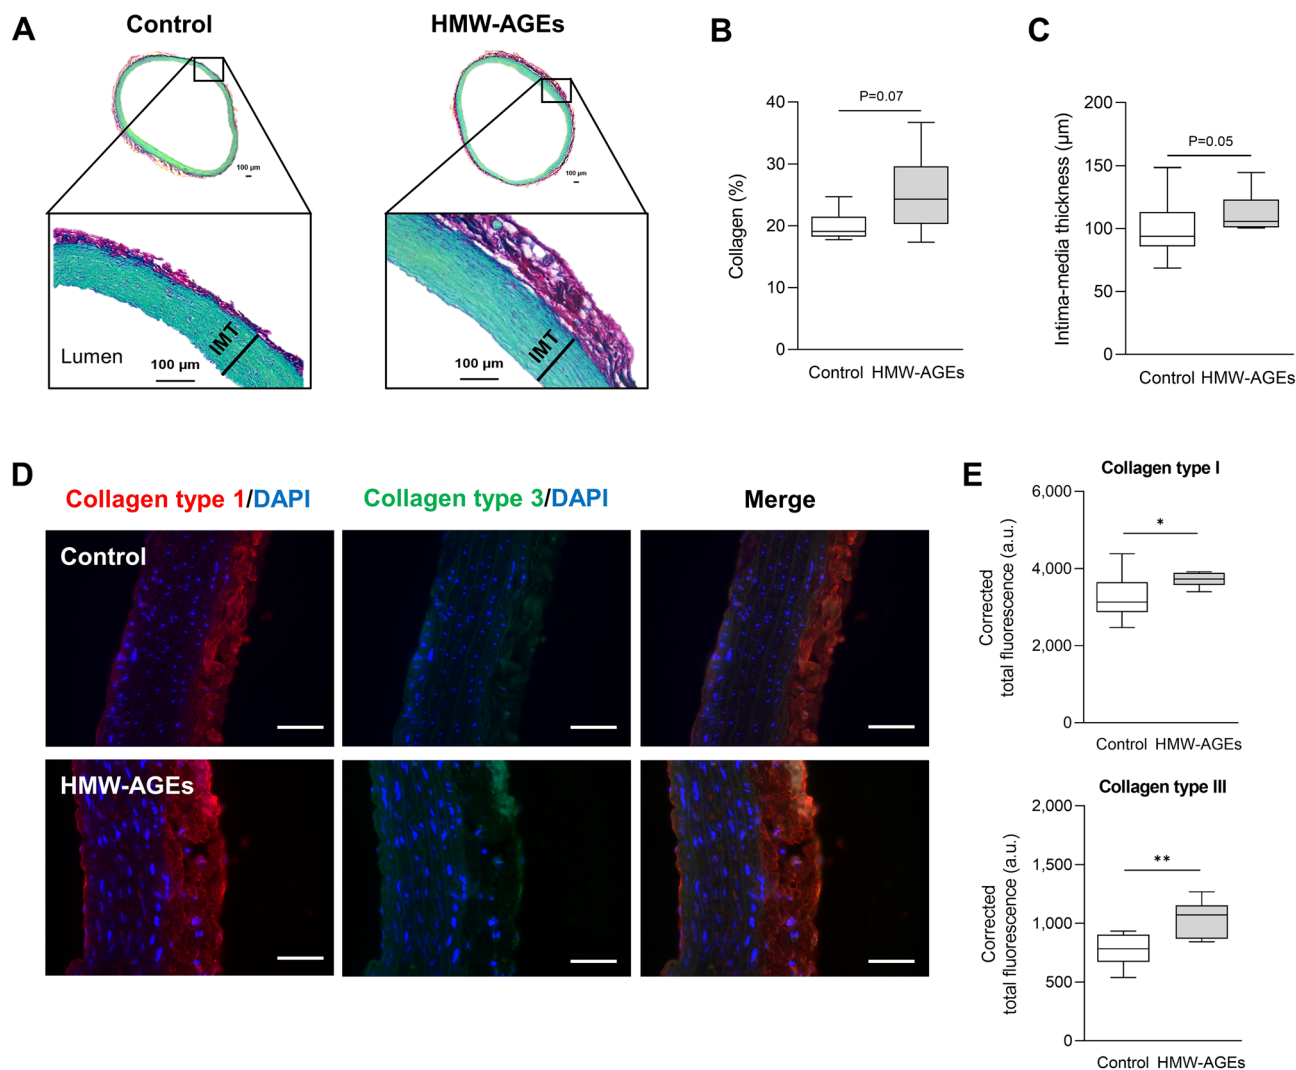 A
Control
HMW-AGEs
100 µm
100 µm
Lumen
IMT
100 µm
IMT
100 µm
B
40
30
20
10
0
Collagen (%)
P=0.07
Control HMW-AGEs
C
200
150
100
50
0
Intima-media thickness (µm)
P=0.05
Control HMW-AGEs
D
Collagen type 1/DAPI
Collagen type 3/DAPI
Merge
Control
HMW-AGEs
E
Collagen type I
6,000
4,000
2,000
0
Corrected
total fluorescence (a.u.)
*
Control HMW-AGEs
Collagen type III
2,000
1,500
1,000
500
0
Corrected
total fluorescence (a.u.)
**
Control HMW-AGEs